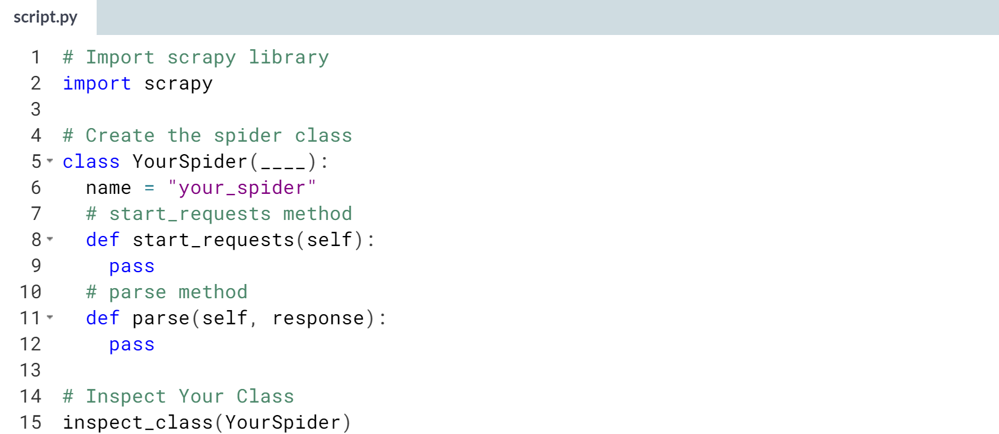 script.py
1 # Import scrapy library
2 import scrapy
3
4 # Create the spider class
5 class YourSpider(____):
6   name = "your_spider"
7   # start_requests method
8   def start_requests(self):
9     pass
10   # parse method
11   def parse(self, response):
12     pass
13
14 # Inspect Your Class
15 inspect_class(YourSpider)